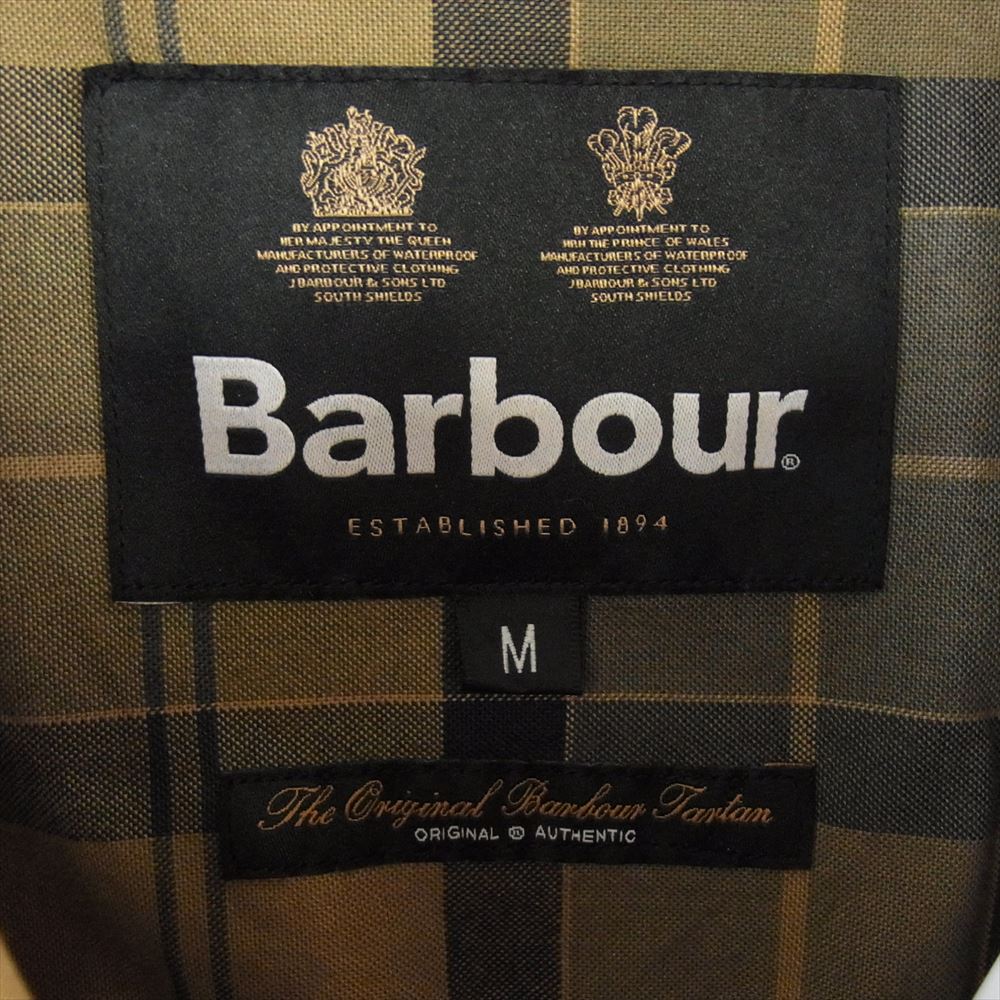 BY APPOINTMENT TO
HER MAJESTY THE QUEEN
MANUFACTURERS OF WATERPROOF
AND PROTECTIVE CLOTHING
J BARBOUR & SONS LTD
SOUTH SHIELDS
BY APPOINTMENT TO
HRH THE PRINCE OF WALES
MANUFACTURERS OF WATERPROOF
AND PROTECTIVE CLOTHING
J BARBOUR & SONS LTD
SOUTH SHIELDS
Barbour®
ESTABLISHED 1894
M
The Original Barbour Tartan
ORIGINAL ® AUTHENTIC